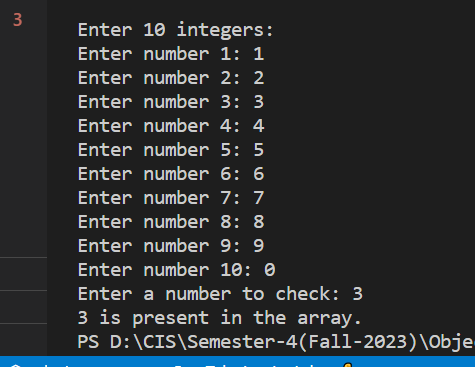 3
Enter 10 integers:
Enter number 1: 1
Enter number 2: 2
Enter number 3: 3
Enter number 4: 4
Enter number 5: 5
Enter number 6: 6
Enter number 7: 7
Enter number 8: 8
Enter number 9: 9
Enter number 10: 0
Enter a number to check: 3
3 is present in the array.
PS D:\CIS\Semester-4(Fall-2023)\Obje